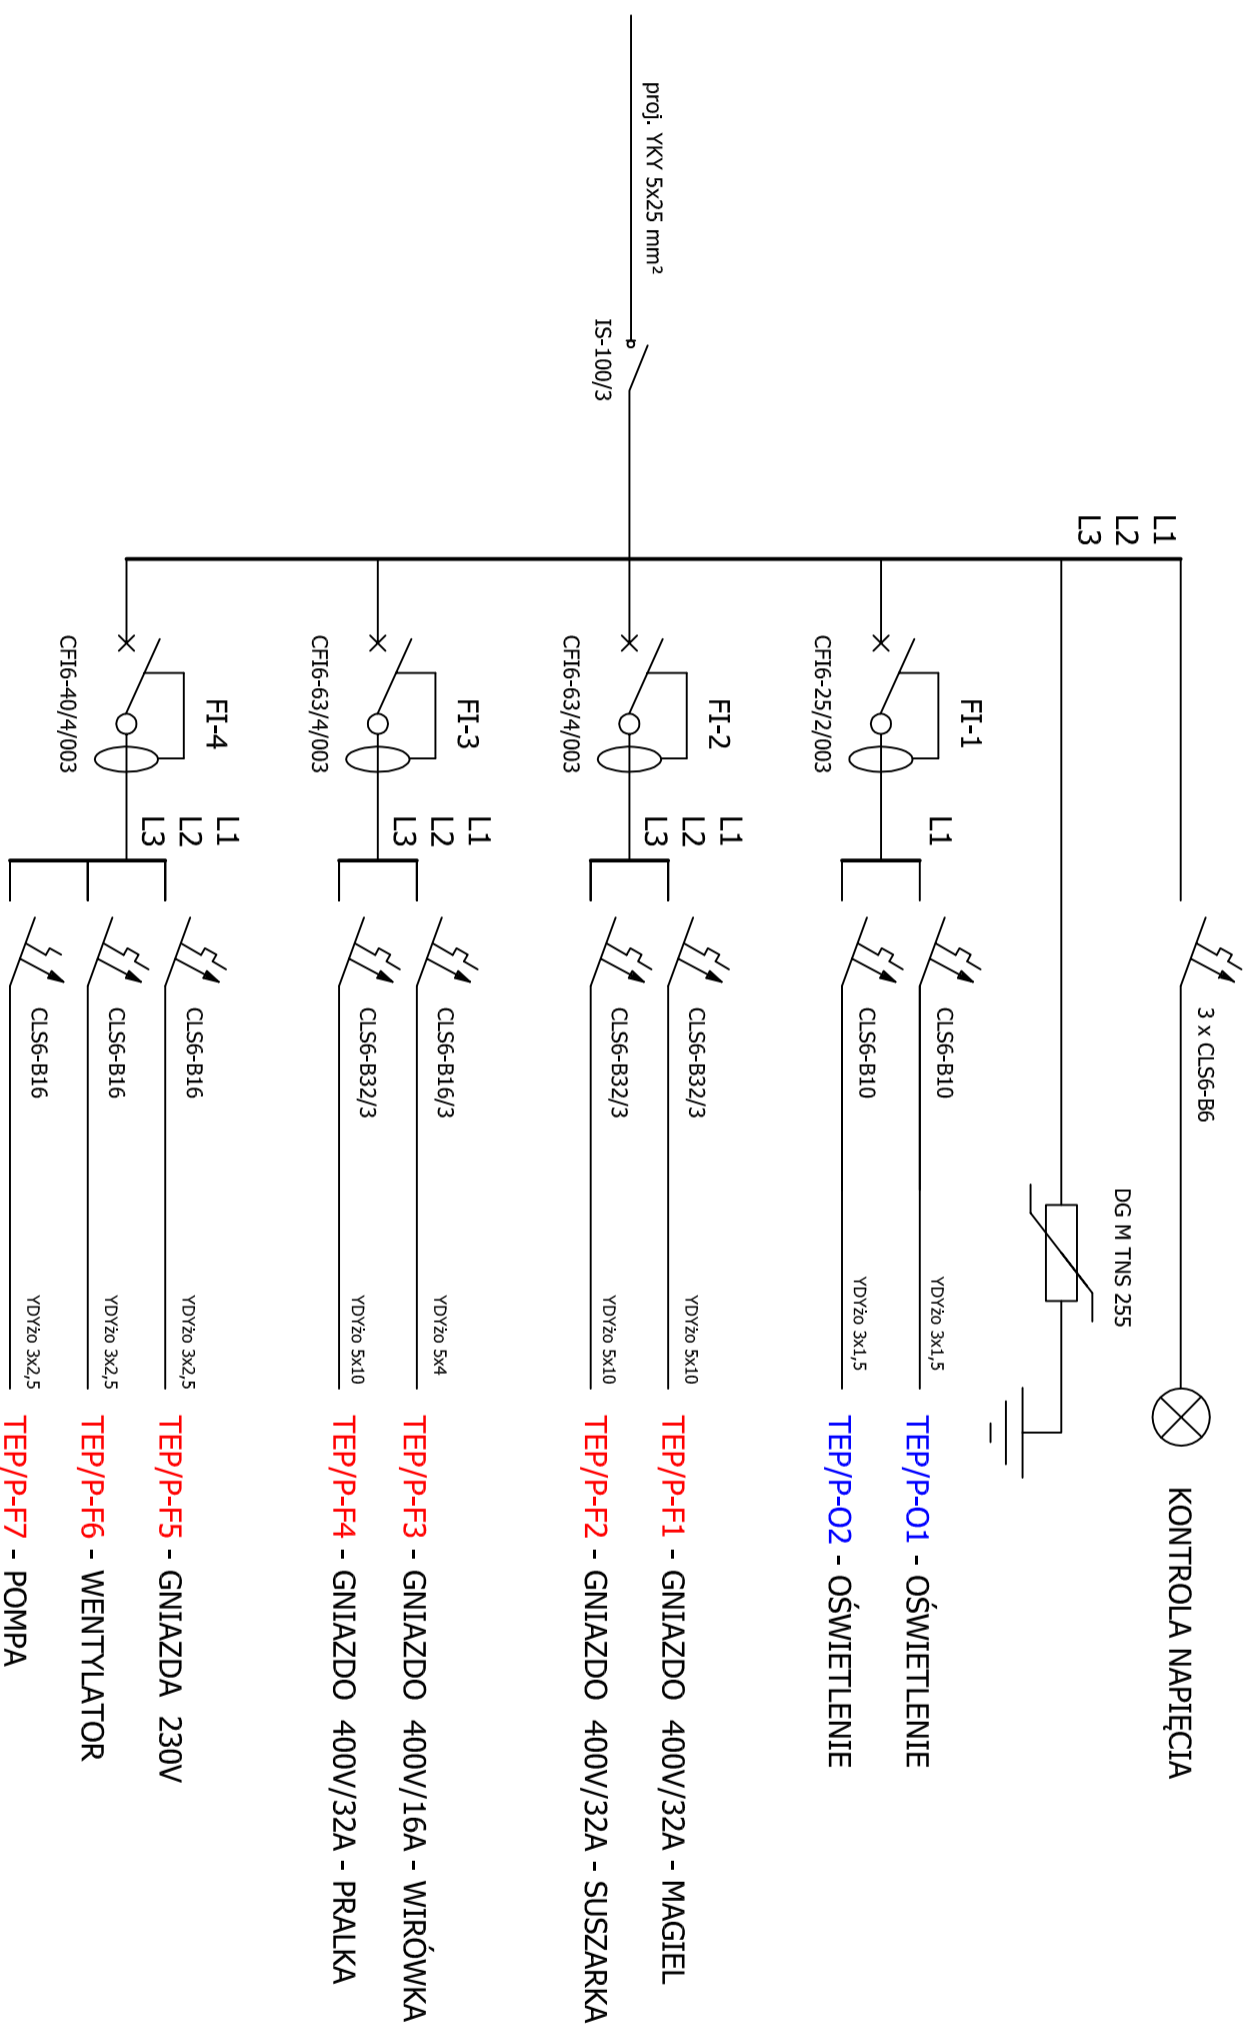 L1
L2
L3
3 x CLS6-B6
KONTROLA NAPIĘCIA
DG M TNS 255
proj. YKY 5x25 mm²
IS-100/3
FI-1
CFI6-25/2/003
L1
CLS6-B10
YDYżo 3x1,5
TEP/P-O1 - OŚWIETLENIE
CLS6-B10
YDYżo 3x1,5
TEP/P-O2 - OŚWIETLENIE
FI-2
CFI6-63/4/003
L1
L2
L3
CLS6-B32/3
YDYżo 5x10
TEP/P-F1 - GNIAZDO 400V/32A - MAGIEL
CLS6-B32/3
YDYżo 5x10
TEP/P-F2 - GNIAZDO 400V/32A - SUSZARKA
FI-3
CFI6-63/4/003
L1
L2
L3
CLS6-B16/3
YDYżo 5x4
TEP/P-F3 - GNIAZDO 400V/16A - WIRÓWKA
CLS6-B32/3
YDYżo 5x10
TEP/P-F4 - GNIAZDO 400V/32A - PRALKA
FI-4
CFI6-40/4/003
L1
L2
L3
CLS6-B16
YDYżo 3x2,5
TEP/P-F5 - GNIAZDA 230V
CLS6-B16
YDYżo 3x2,5
TEP/P-F6 - WENTYLATOR
CLS6-B16
YDYżo 3x2,5
TEP/P-F7 - POMPA